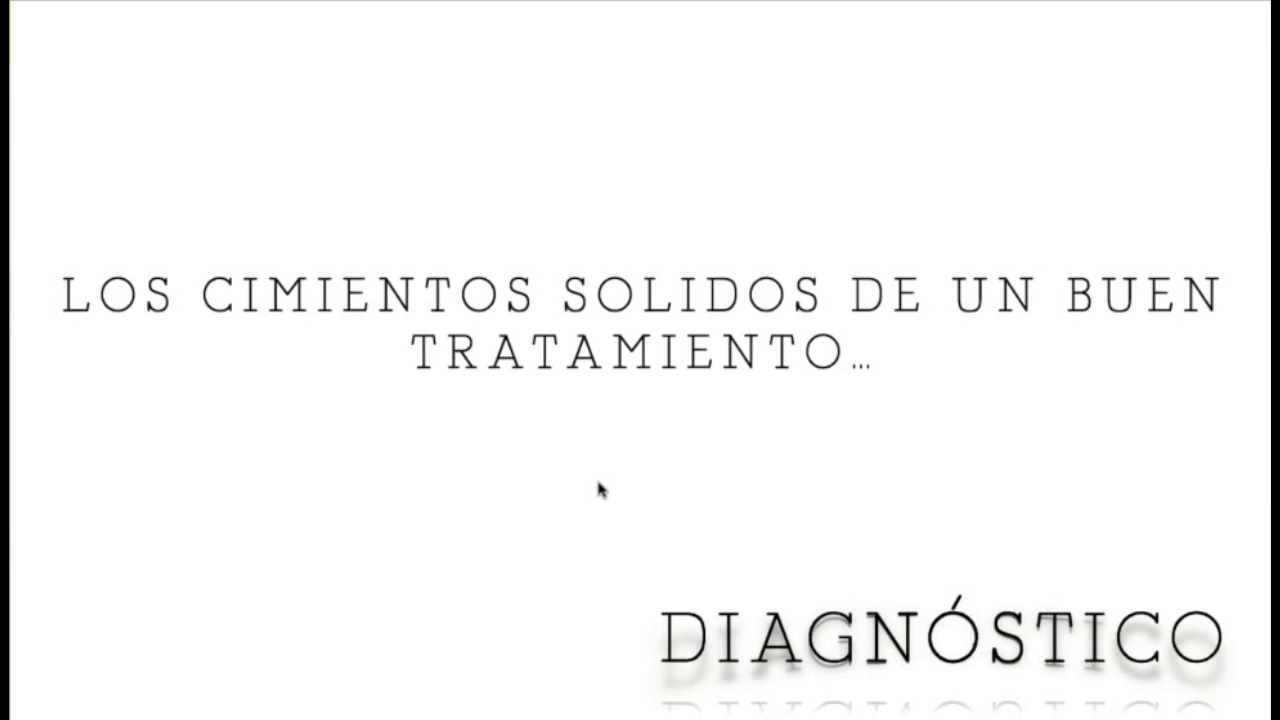 LOS CIMIENTOS SOLIDOS DE UN BUEN
TRATAMIENTO...
DIAGNÓSTICO